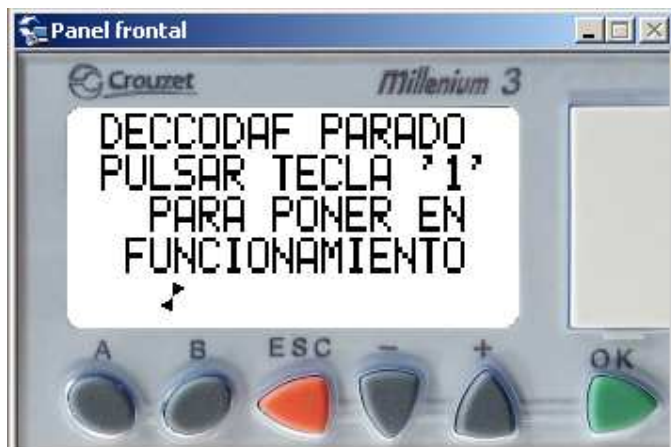 Panel frontal
Crouzet Millenium 3
DECCODAF PARADO
PULSAR TECLA '1'
PARA PONER EN
FUNCIONAMIENTO
A B ESC - + OK